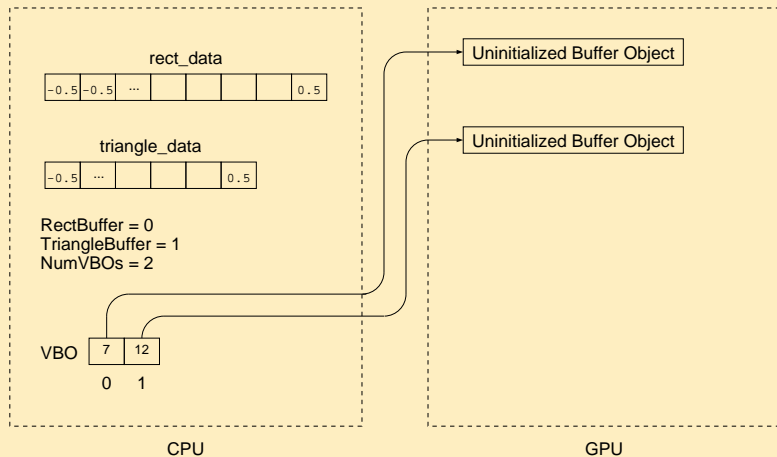 rect_data
-0.5 -0.5 ... 0.5
triangle_data
-0.5 ... 0.5
RectBuffer = 0
TriangleBuffer = 1
NumVBOs = 2
VBO 7 12
0 1
CPU
Uninitialized Buffer Object
Uninitialized Buffer Object
GPU